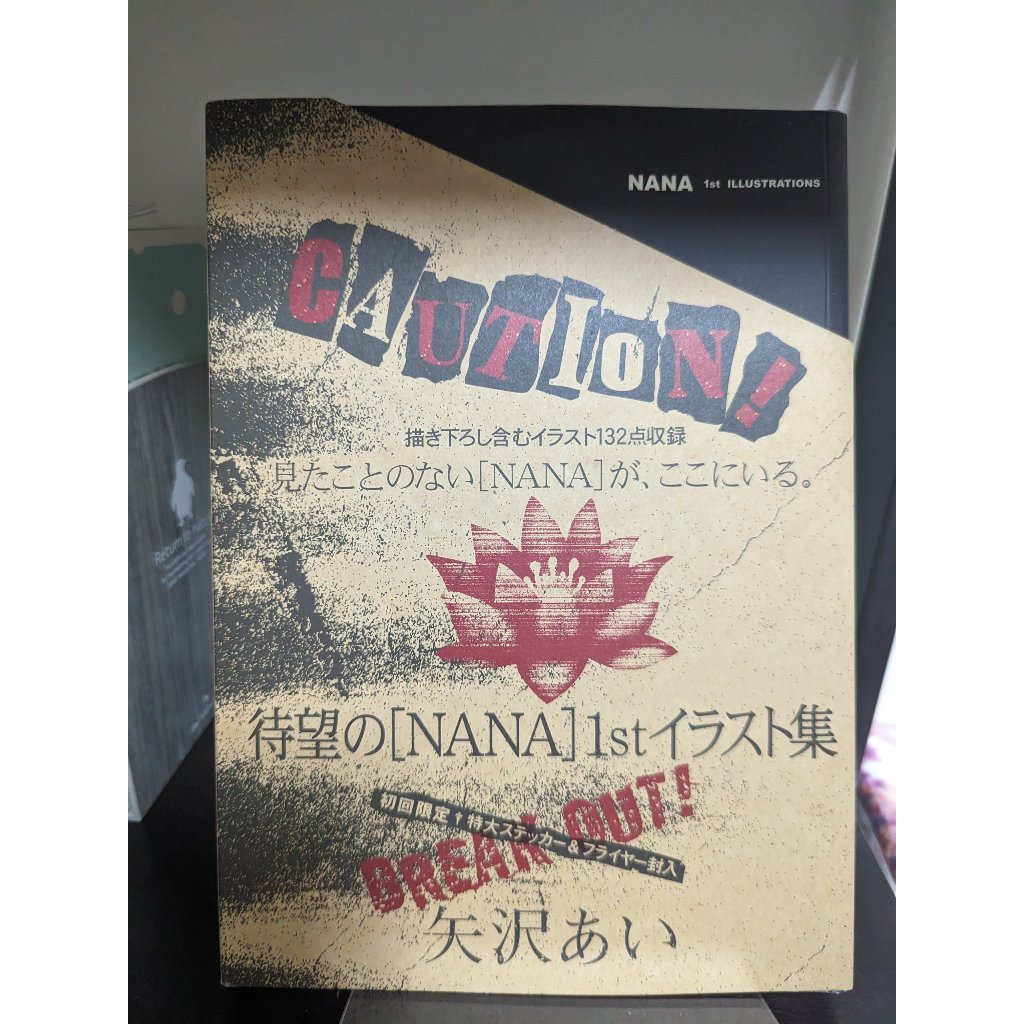 NANA 1st ILLUSTRATIONS
CAUTION!
描き下ろし含むイラスト132点収録
見たことのない[NANA]が、ここにいる。
待望の[NANA]1stイラスト集
BREAK OUT!
初回限定†特大ステッカー&フライヤー封入
矢沢あい
Return to